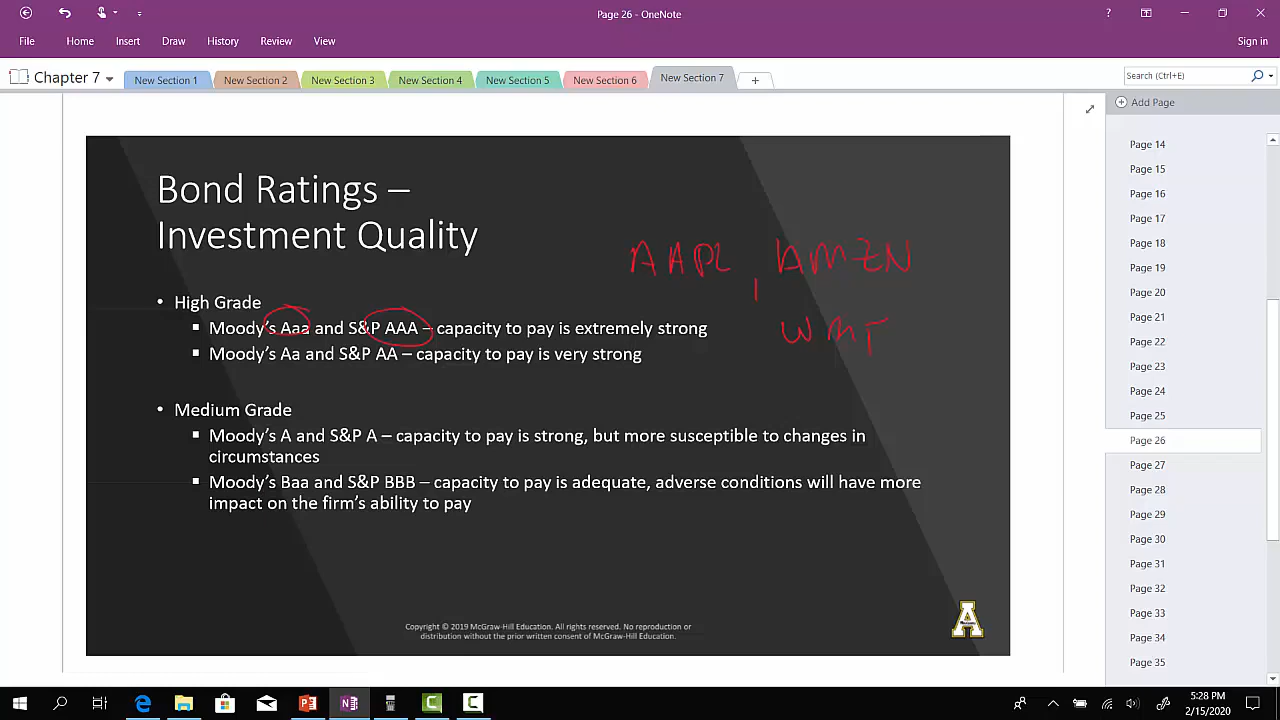 Page 26 - OneNote
?
File Home Insert Draw History Review View
Sign in
Chapter 7
New Section 1
New Section 2
New Section 3
New Section 4
New Section 5
New Section 6
New Section 7
Search (Ctrl+E)
Add Page
Bond Ratings –
Investment Quality
AAPL, AMZN
WMT
• High Grade
▪ Moody's Aaa and S&P AAA – capacity to pay is extremely strong
▪ Moody's Aa and S&P AA – capacity to pay is very strong
• Medium Grade
▪ Moody's A and S&P A – capacity to pay is strong, but more susceptible to changes in
circumstances
▪ Moody's Baa and S&P BBB – capacity to pay is adequate, adverse conditions will have more
impact on the firm's ability to pay
Copyright © 2019 McGraw-Hill Education. All rights reserved. No reproduction or
distribution without the prior written consent of McGraw-Hill Education.
A
Page 14
Page 15
Page 16
Page 17
Page 18
Page 19
Page 20
Page 21
Page 22
Page 23
Page 24
Page 25
Page 26
Page 27
Page 28
Page 29
Page 30
Page 31
Page 32
Page 33
Page 34
Page 35
5:28 PM
2/15/2020